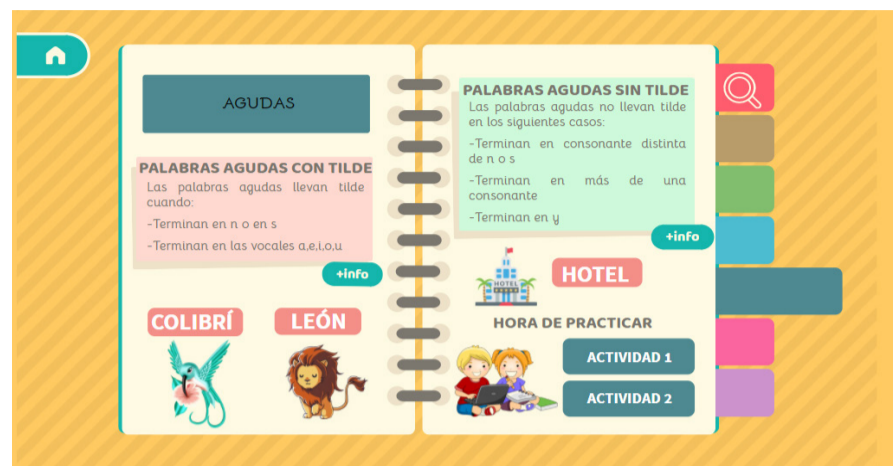 AGUDAS
PALABRAS AGUDAS CON TILDE
Las palabras agudas llevan tilde
cuando:
-Terminan en n o en s
-Terminan en las vocales a,e,i,o,u
+info
COLIBRÍ
LEÓN
PALABRAS AGUDAS SIN TILDE
Las palabras agudas no llevan tilde
en los siguientes casos:
-Terminan en consonante distinta
de n o s
-Terminan en más de una
consonante
-Terminan en y
+info
HOTEL
HOTEL
HORA DE PRACTICAR
ACTIVIDAD 1
ACTIVIDAD 2